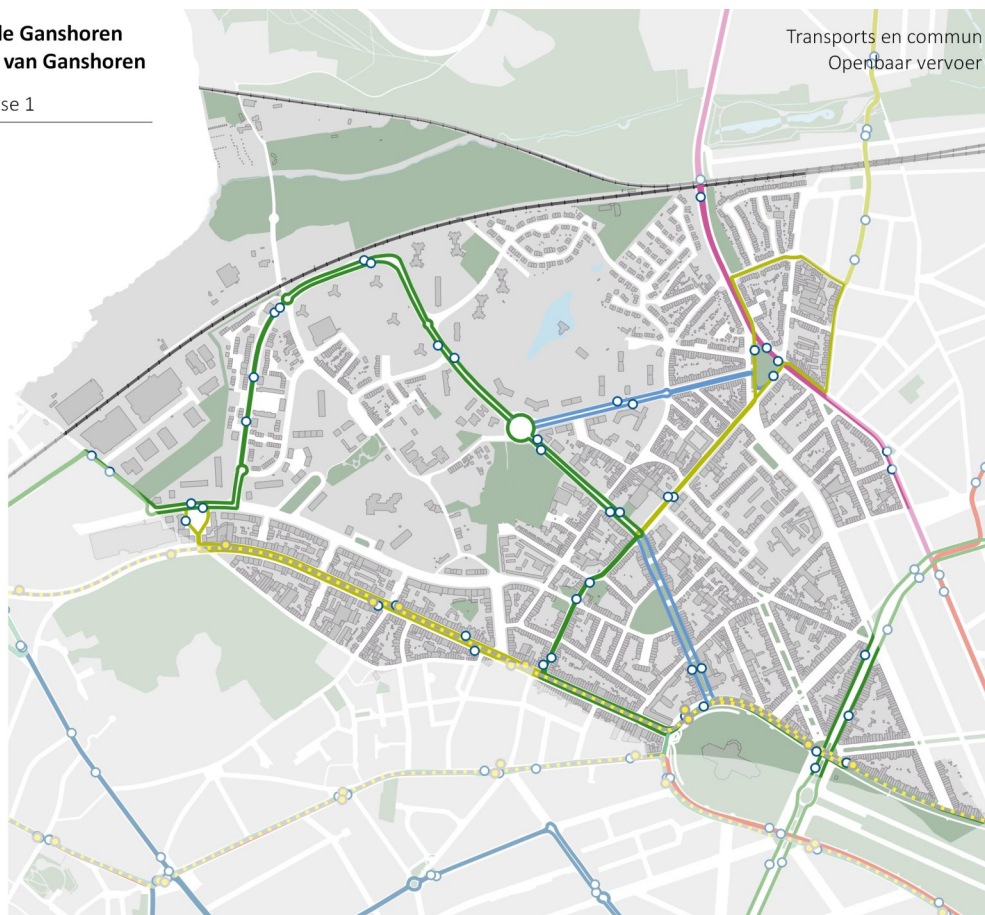 de Ganshoren
van Ganshoren
se 1
Transports en commun
Openbaar vervoer